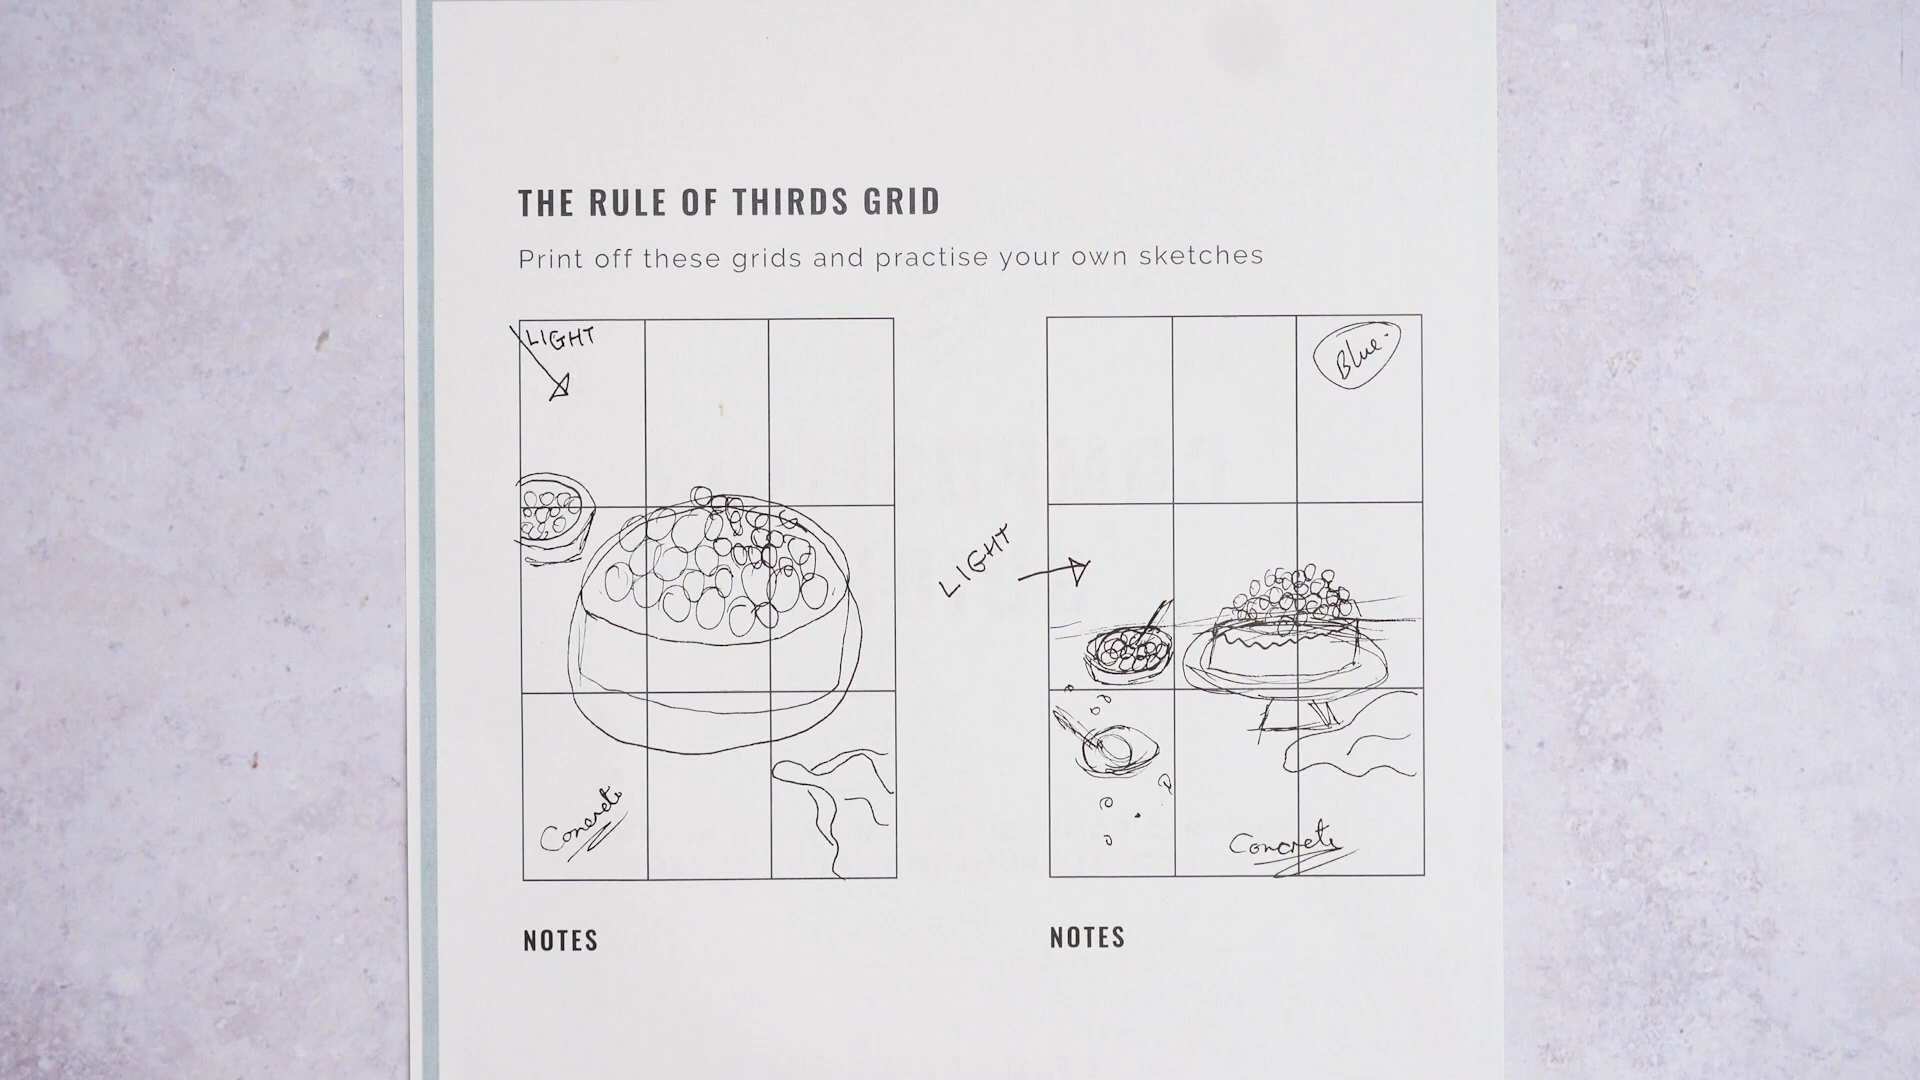 THE RULE OF THIRDS GRID
Print off these grids and practise your own sketches
LIGHT
Concrete
NOTES
LIGHT
Blue.
Concrete
NOTES